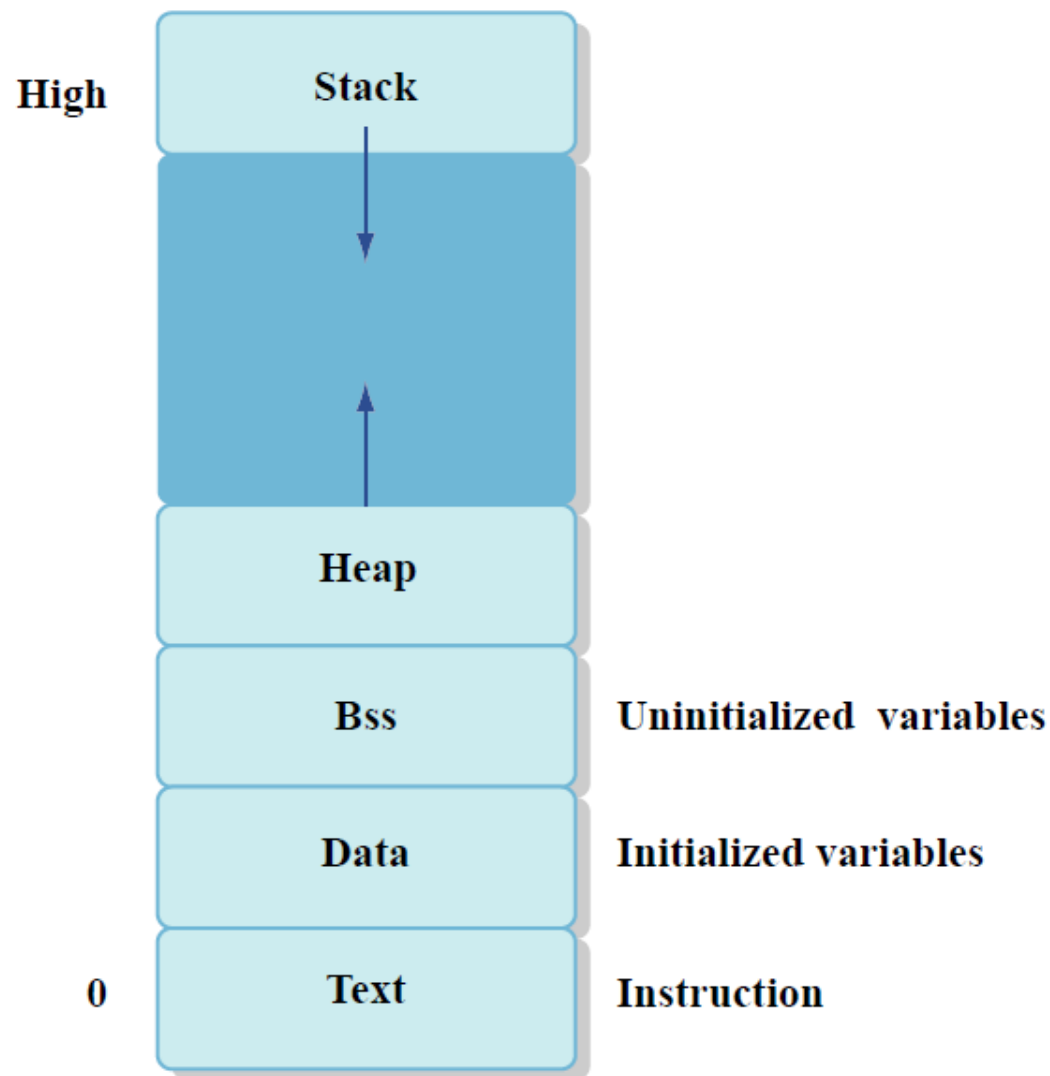 Stack
High
Heap
Bss
Uninitialized variables
Data
Initialized variables
Text
0
Instruction